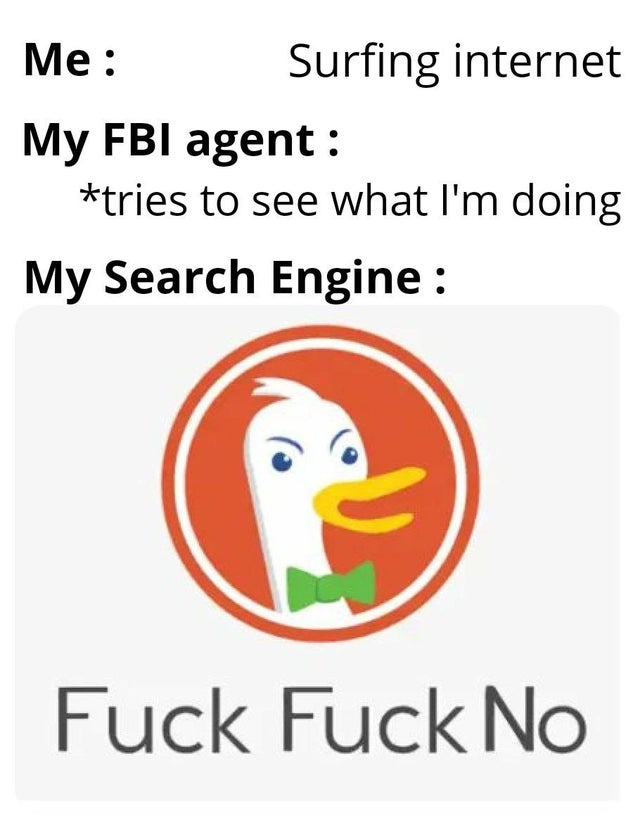 Me : Surfing internet
My FBI agent :
*tries to see what I'm doing
My Search Engine :
Fuck Fuck No